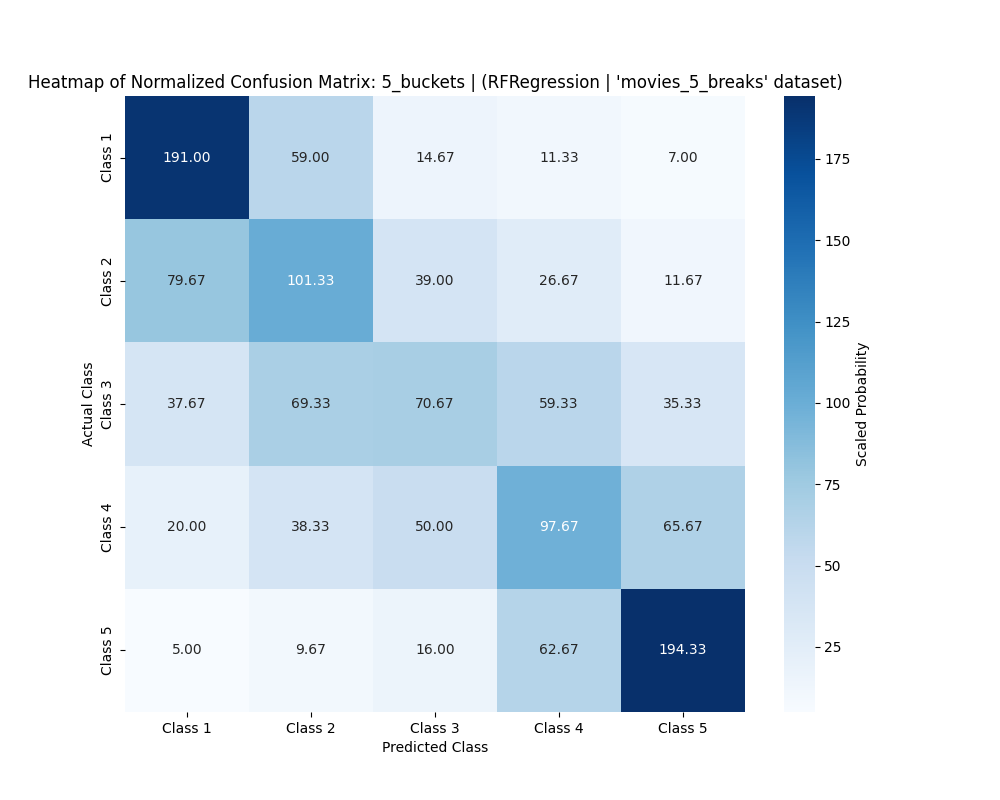 Heatmap of Normalized Confusion Matrix: 5_buckets | (RFRegression | 'movies_5_breaks' dataset)
Class 1 191.00 59.00 14.67 11.33 7.00
Class 2 79.67 101.33 39.00 26.67 11.67
Class 3 37.67 69.33 70.67 59.33 35.33
Class 4 20.00 38.33 50.00 97.67 65.67
Class 5 5.00 9.67 16.00 62.67 194.33
Class 1 Class 2 Class 3 Class 4 Class 5
Predicted Class
Actual Class
175
150
125
100
75
50
25
Scaled Probability